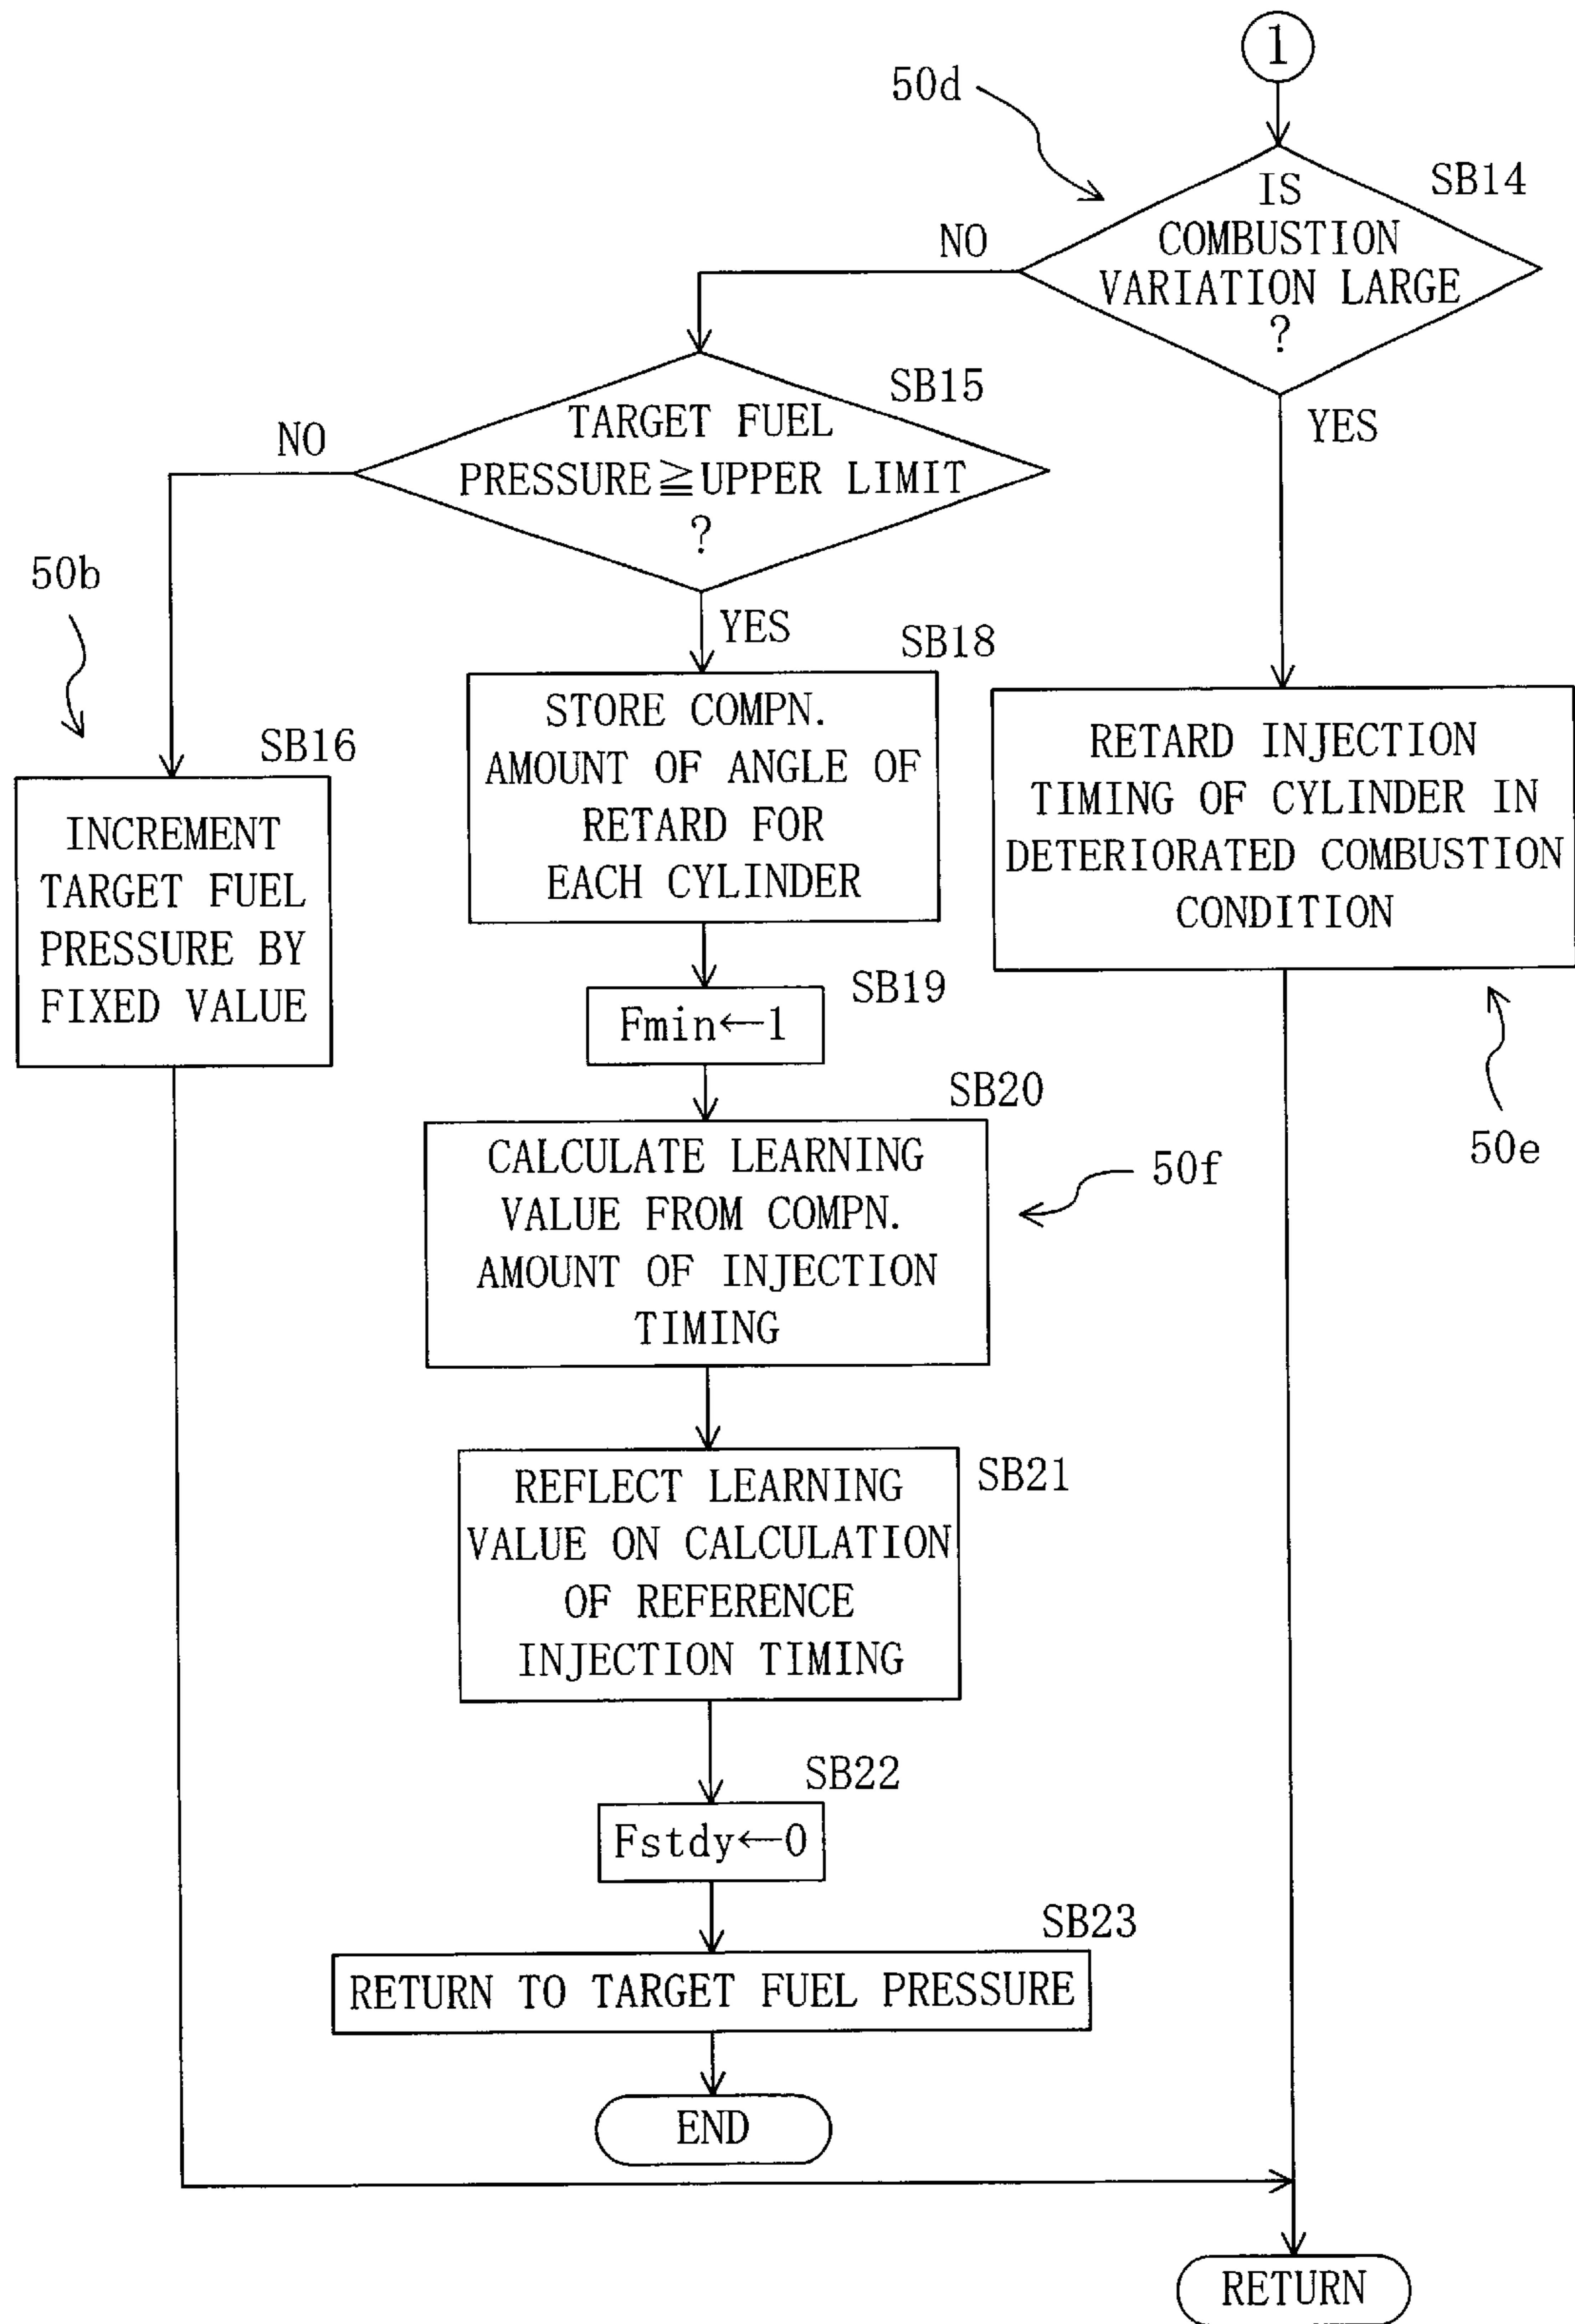 1
50d
SB14
IS
COMBUSTION
VARIATION LARGE
?
NO
YES
SB15
TARGET FUEL
PRESSURE≧UPPER LIMIT
?
NO
YES
50b
SB16
INCREMENT
TARGET FUEL
PRESSURE BY
FIXED VALUE
SB18
STORE COMPN.
AMOUNT OF ANGLE OF
RETARD FOR
EACH CYLINDER
RETARD INJECTION
TIMING OF CYLINDER IN
DETERIORATED COMBUSTION
CONDITION
50e
SB19
Fmin←1
SB20
CALCULATE LEARNING
VALUE FROM COMPN.
AMOUNT OF INJECTION
TIMING
50f
SB21
REFLECT LEARNING
VALUE ON CALCULATION
OF REFERENCE
INJECTION TIMING
SB22
Fstdy←0
SB23
RETURN TO TARGET FUEL PRESSURE
END
RETURN